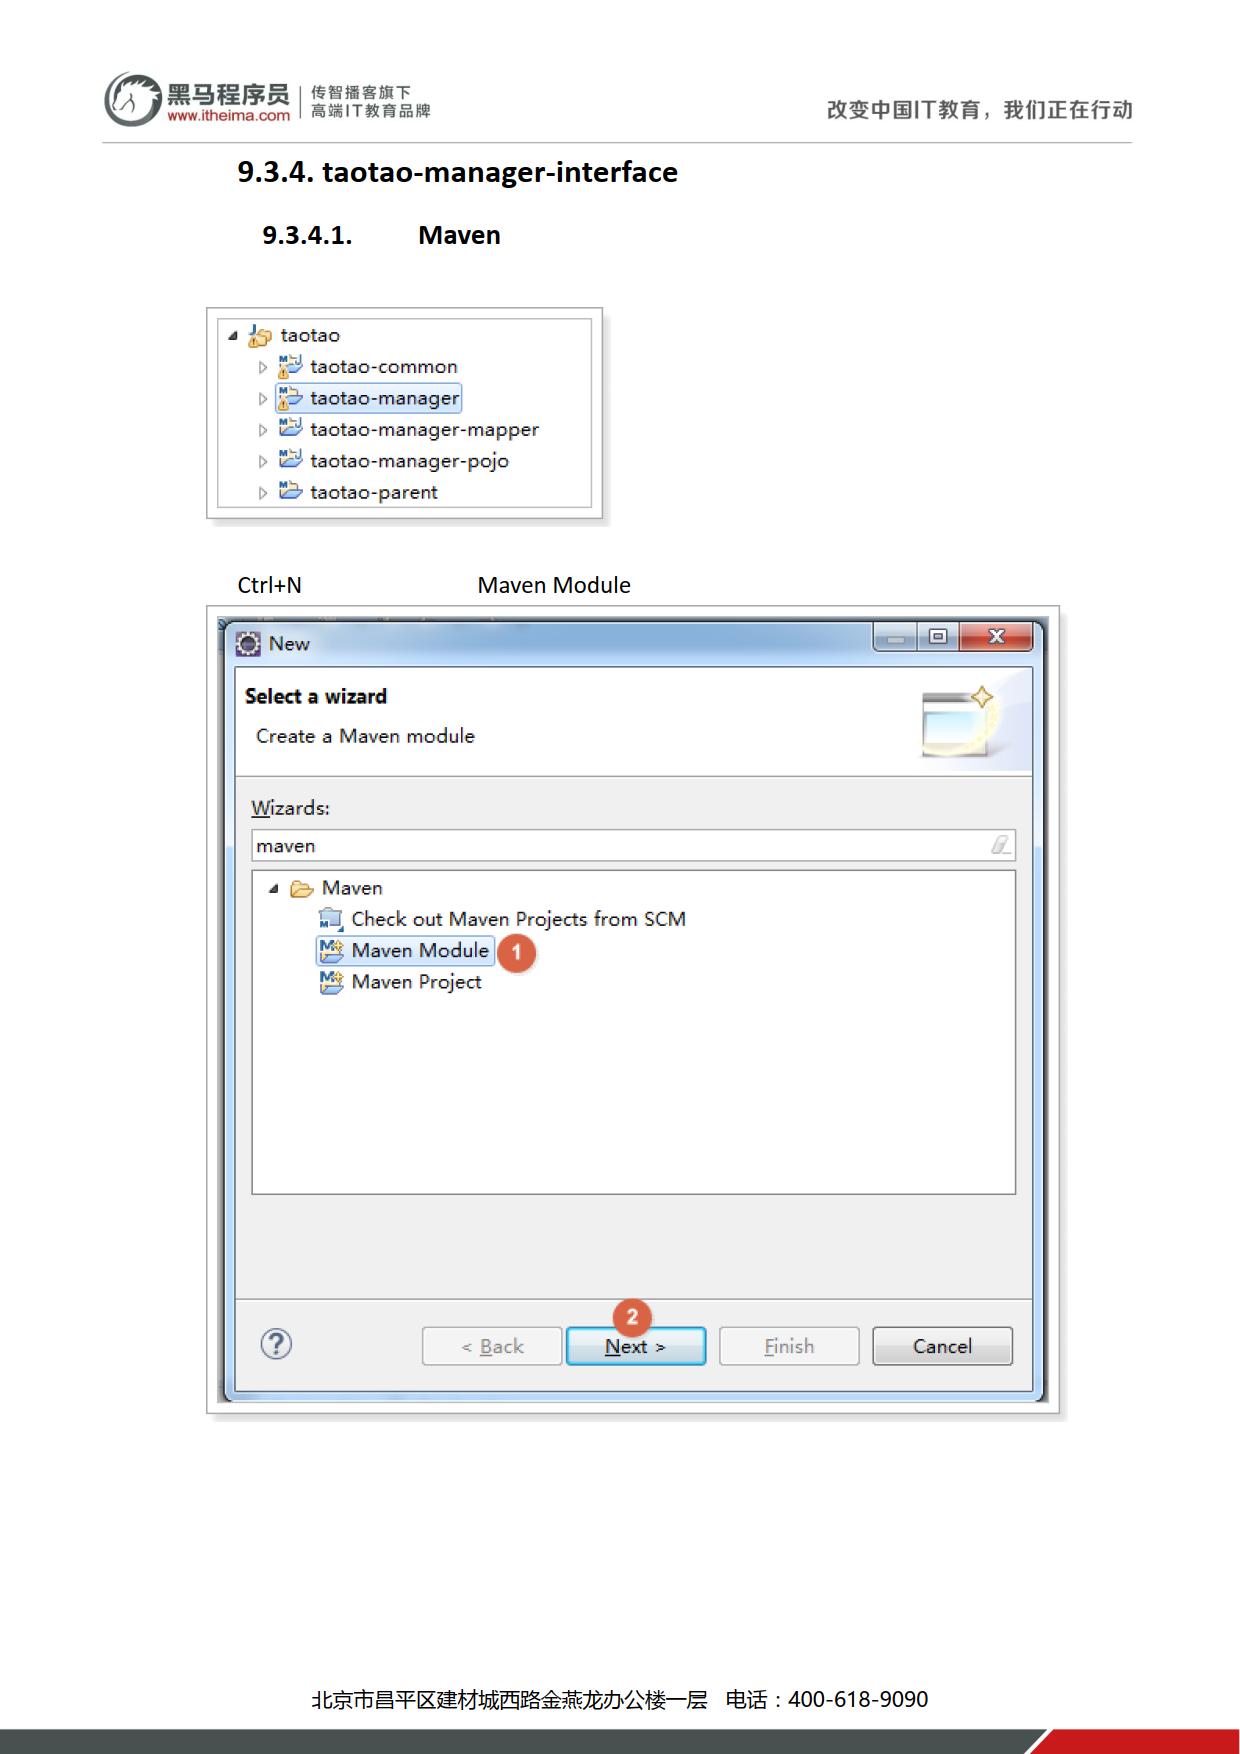 黑马程序员
www.itheima.com
传智播客旗下
高端IT教育品牌
改变中国IT教育，我们正在行动
9.3.4. taotao-manager-interface
9.3.4.1. Maven
taotao
taotao-common
taotao-manager
taotao-manager-mapper
taotao-manager-pojo
taotao-parent
Ctrl+N Maven Module
New
Select a wizard
Create a Maven module
Wizards:
maven
Maven
Check out Maven Projects from SCM
Maven Module 1
Maven Project
2
? < Back Next > Finish Cancel
北京市昌平区建材城西路金燕龙办公楼一层 电话：400-618-9090